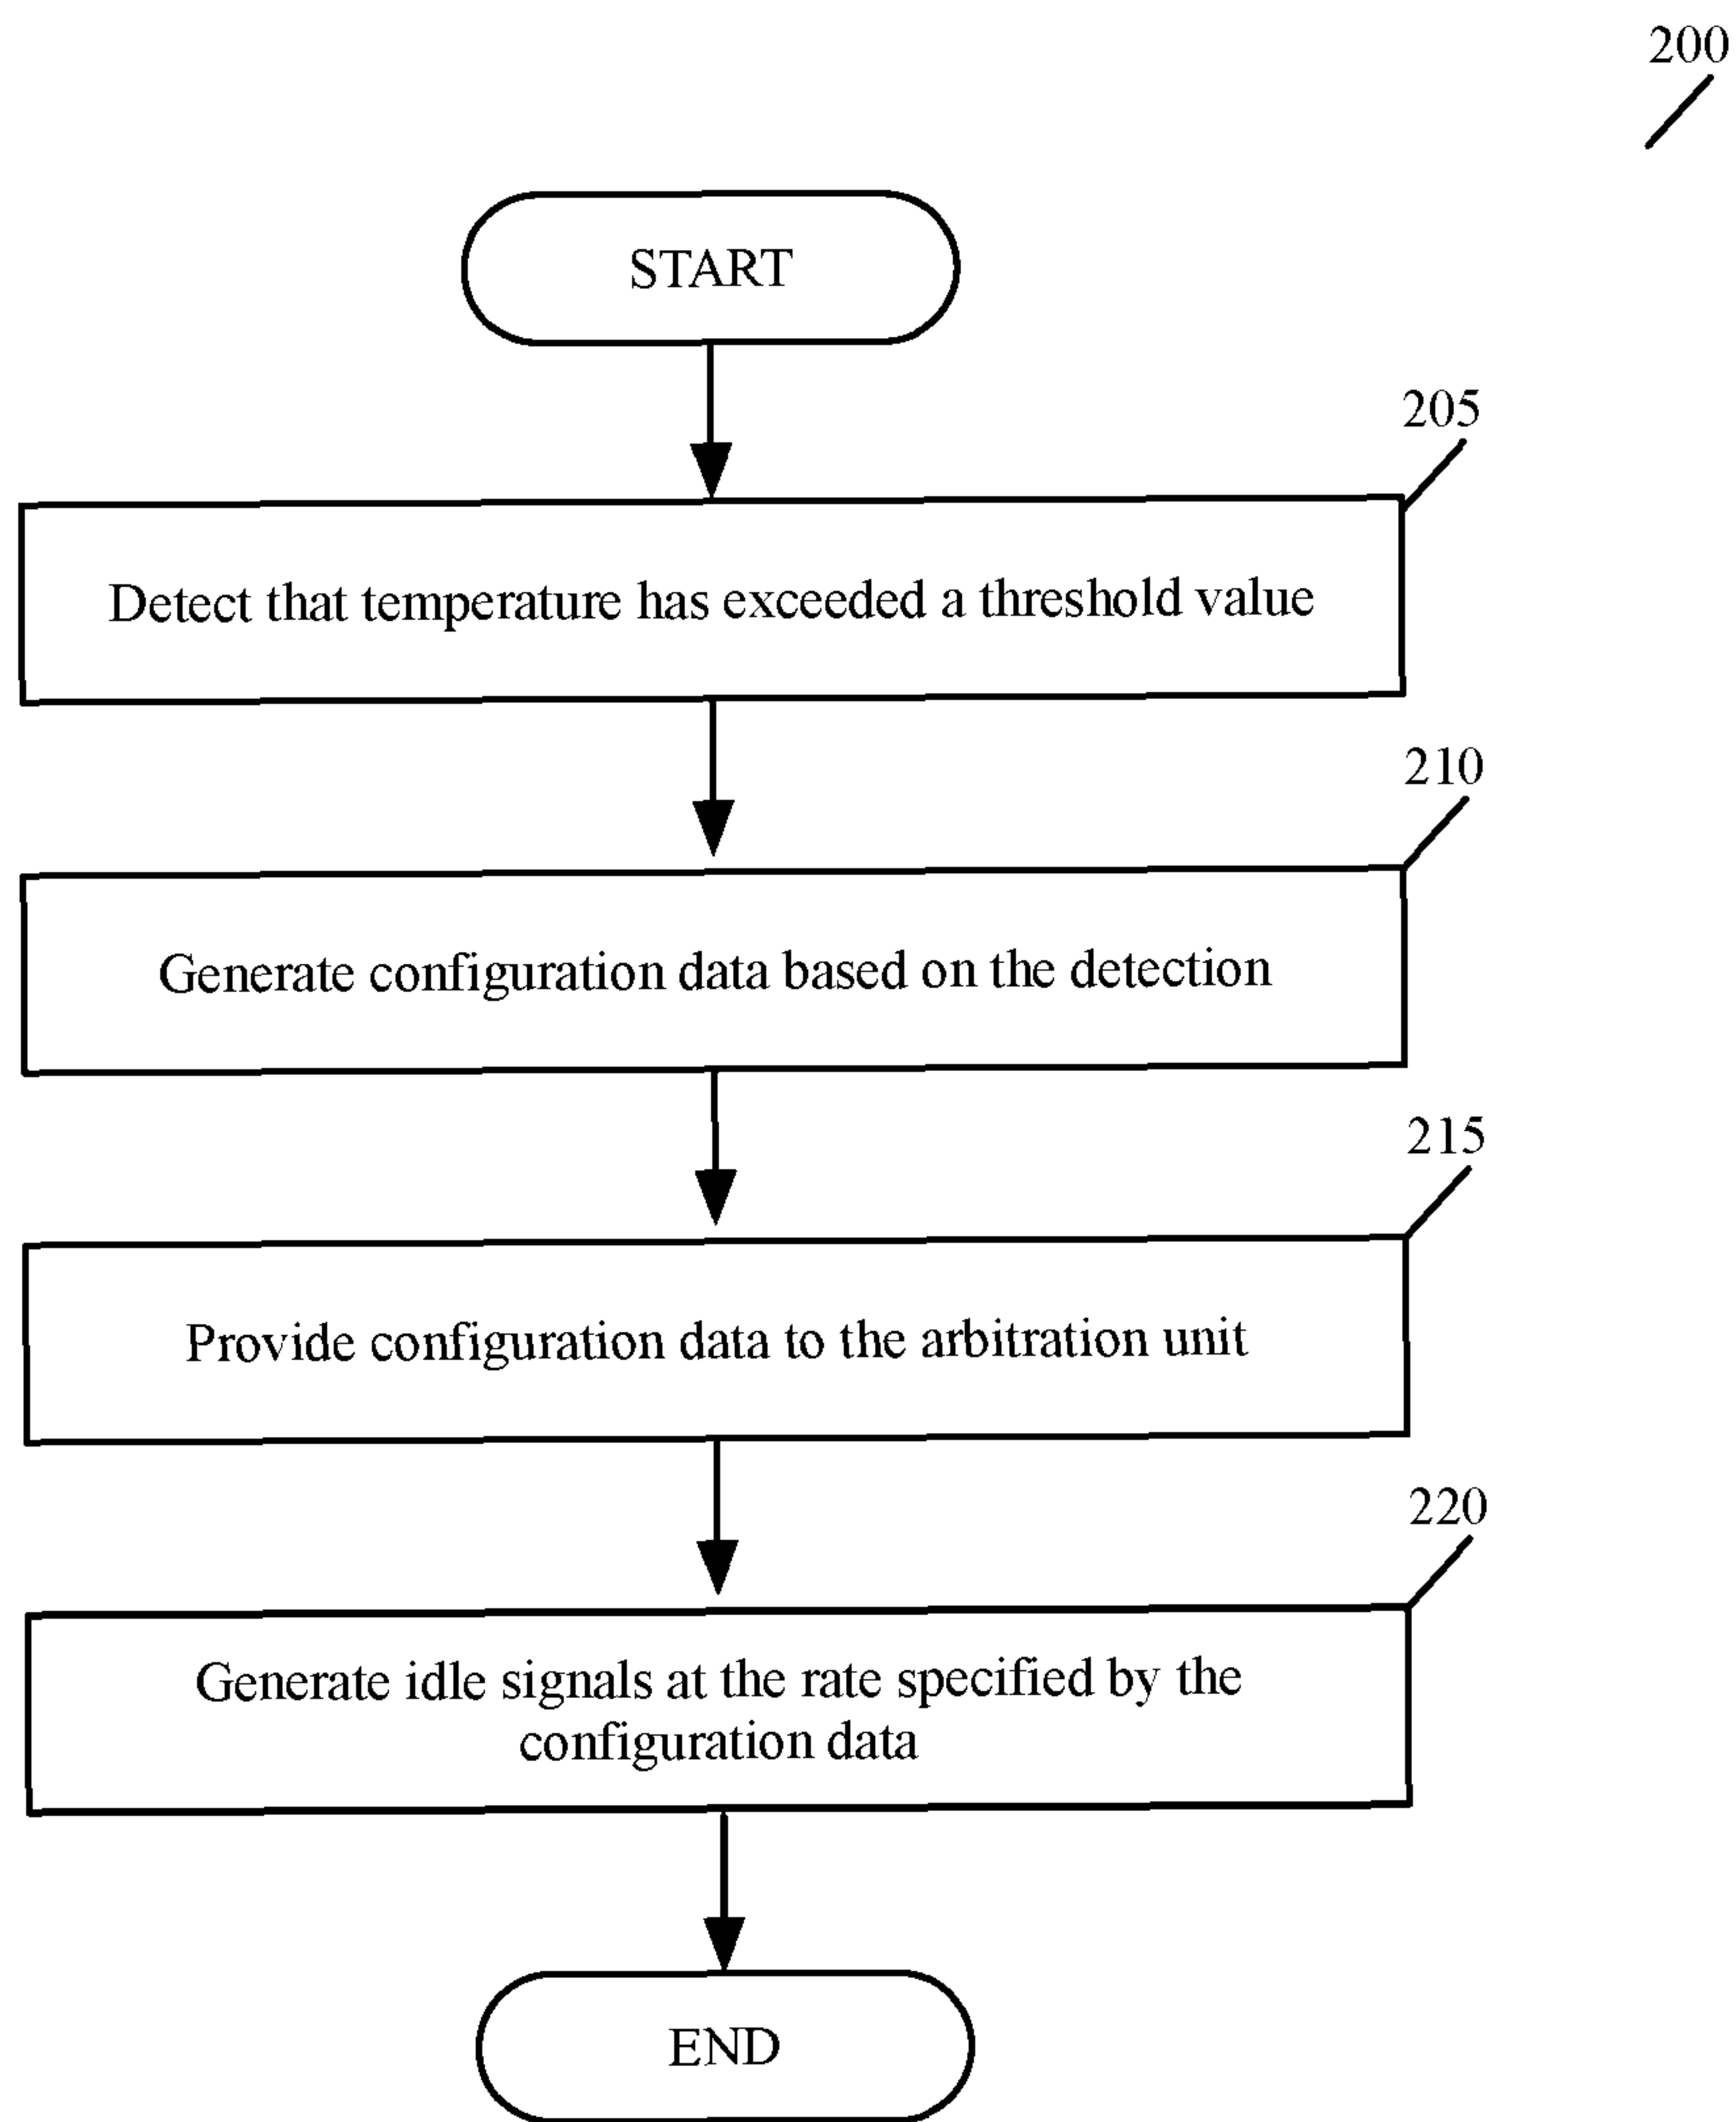 200
START
205
Detect that temperature has exceeded a threshold value
210
Generate configuration data based on the detection
215
Provide configuration data to the arbitration unit
220
Generate idle signals at the rate specified by the
configuration data
END